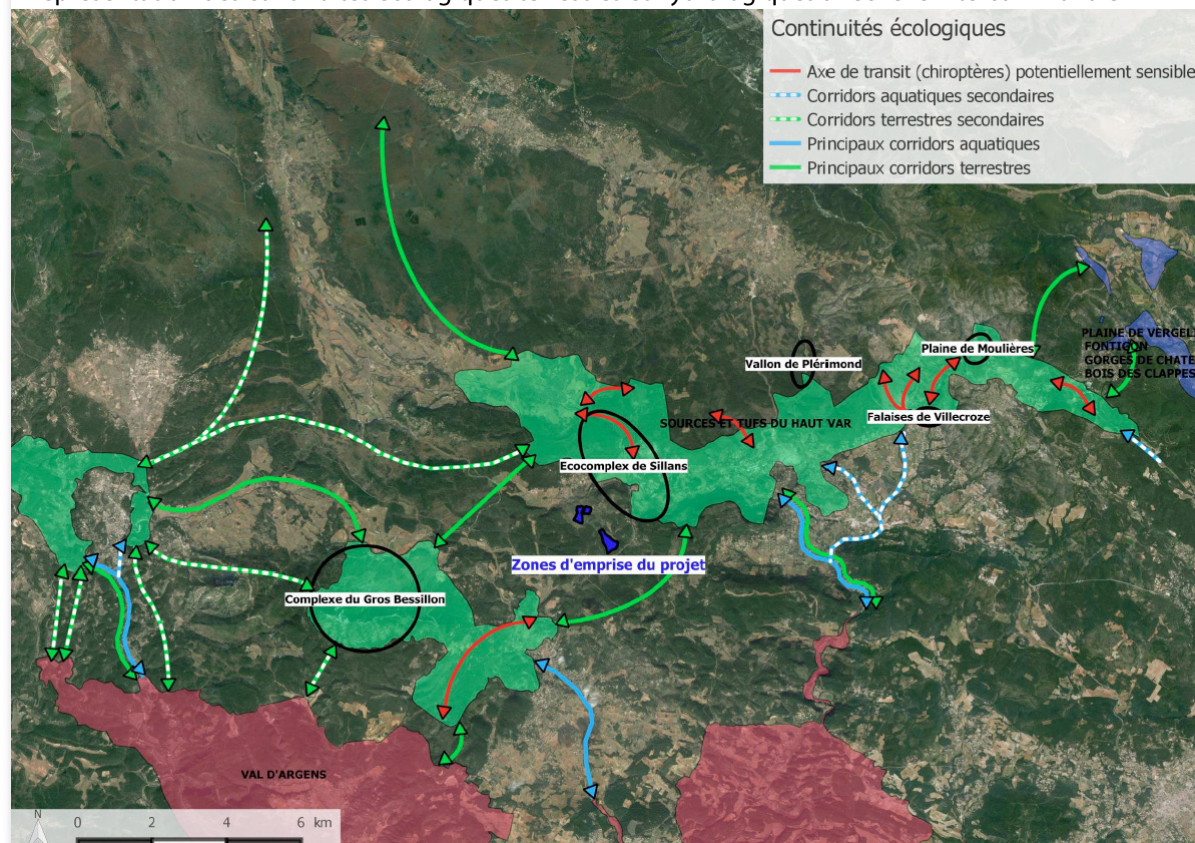 Continuités écologiques
Axe de transit (chiroptères) potentiellement sensible
Corridors aquatiques secondaires
Corridors terrestres secondaires
Principaux corridors aquatiques
Principaux corridors terrestres
PLAINE DE VERGEL
FONTIGON
GORGES DE CHATE
BOIS DES CLAPPES
Plaine de Moulières
Vallon de Plérimond
Falaises de Villecroze
SOURCES ET TUFS DU HAUT VAR
Ecocomplex de Sillans
Zones d'emprise du projet
Complexe du Gros Bessillon
VAL D'ARGENS
N
0 2 4 6 km